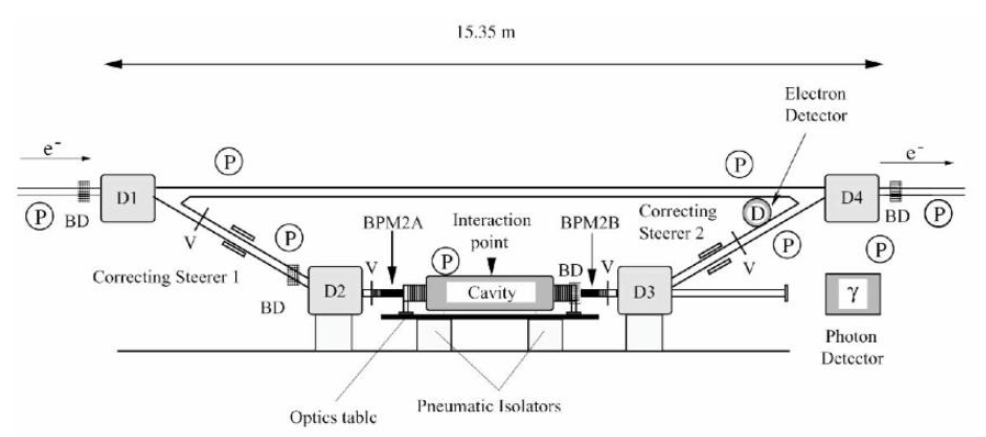 15.35 m
Electron
Detector
e⁻
e⁻
P
P
D1
D4
P
BD
BD
P
D
V
P
BPM2A
Interaction
point
BPM2B
Correcting
Steerer 2
P
P
V
Correcting Steerer 1
BD
D2
V
P
Cavity
BD
V
D3
γ
Photon
Detector
Optics table
Pneumatic Isolators